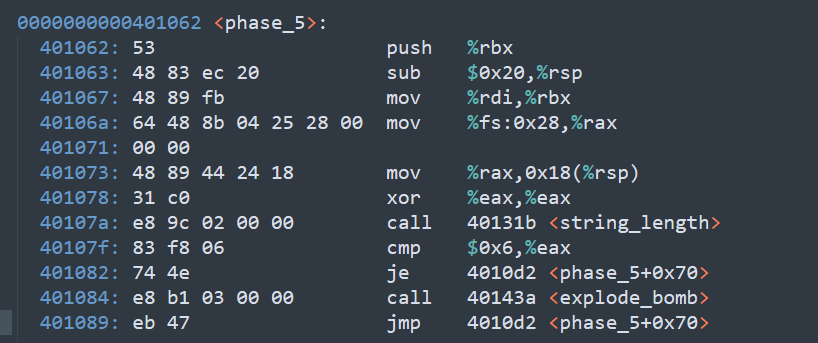 0000000000401062 <phase_5>:
401062: 53 push %rbx
401063: 48 83 ec 20 sub $0x20,%rsp
401067: 48 89 fb mov %rdi,%rbx
40106a: 64 48 8b 04 25 28 00 mov %fs:0x28,%rax
401071: 00 00
401073: 48 89 44 24 18 mov %rax,0x18(%rsp)
401078: 31 c0 xor %eax,%eax
40107a: e8 9c 02 00 00 call 40131b <string_length>
40107f: 83 f8 06 cmp $0x6,%eax
401082: 74 4e je 4010d2 <phase_5+0x70>
401084: e8 b1 03 00 00 call 40143a <explode_bomb>
401089: eb 47 jmp 4010d2 <phase_5+0x70>